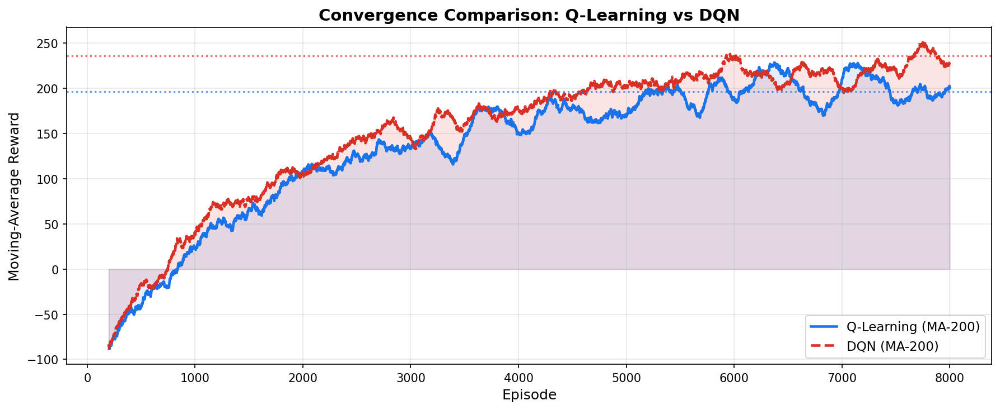 Convergence Comparison: Q-Learning vs DQN
Moving-Average Reward
250
200
150
100
50
0
−50
−100
0 1000 2000 3000 4000 5000 6000 7000 8000
Episode
Q-Learning (MA-200)
DQN (MA-200)